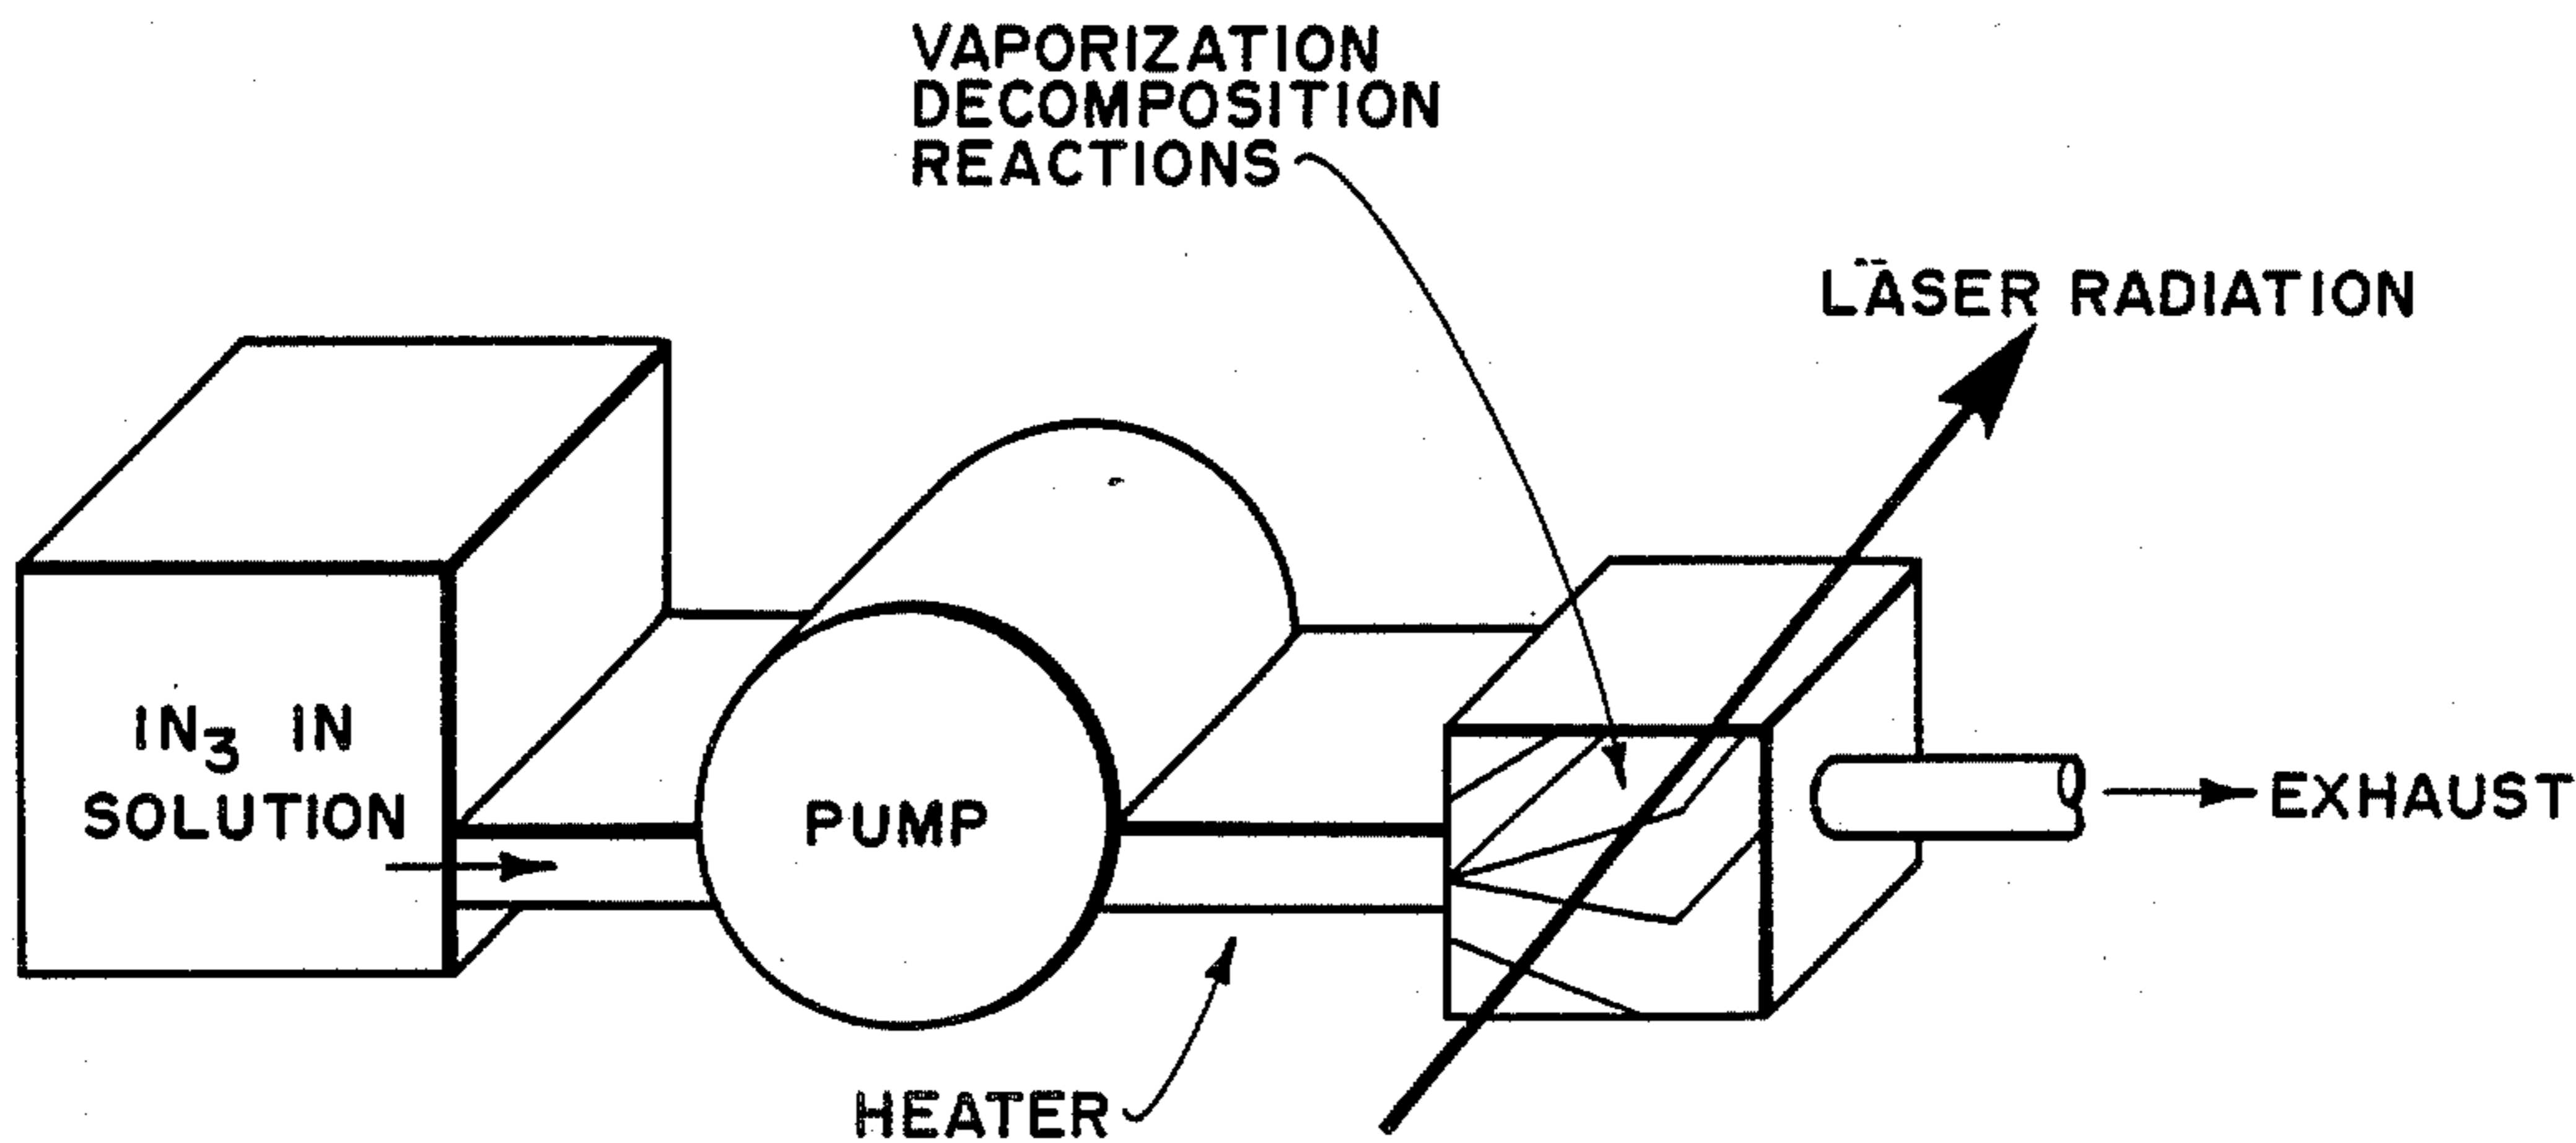 VAPORIZATION
DECOMPOSITION
REACTIONS
LASER RADIATION
IN₃ IN
SOLUTION
PUMP
EXHAUST
HEATER